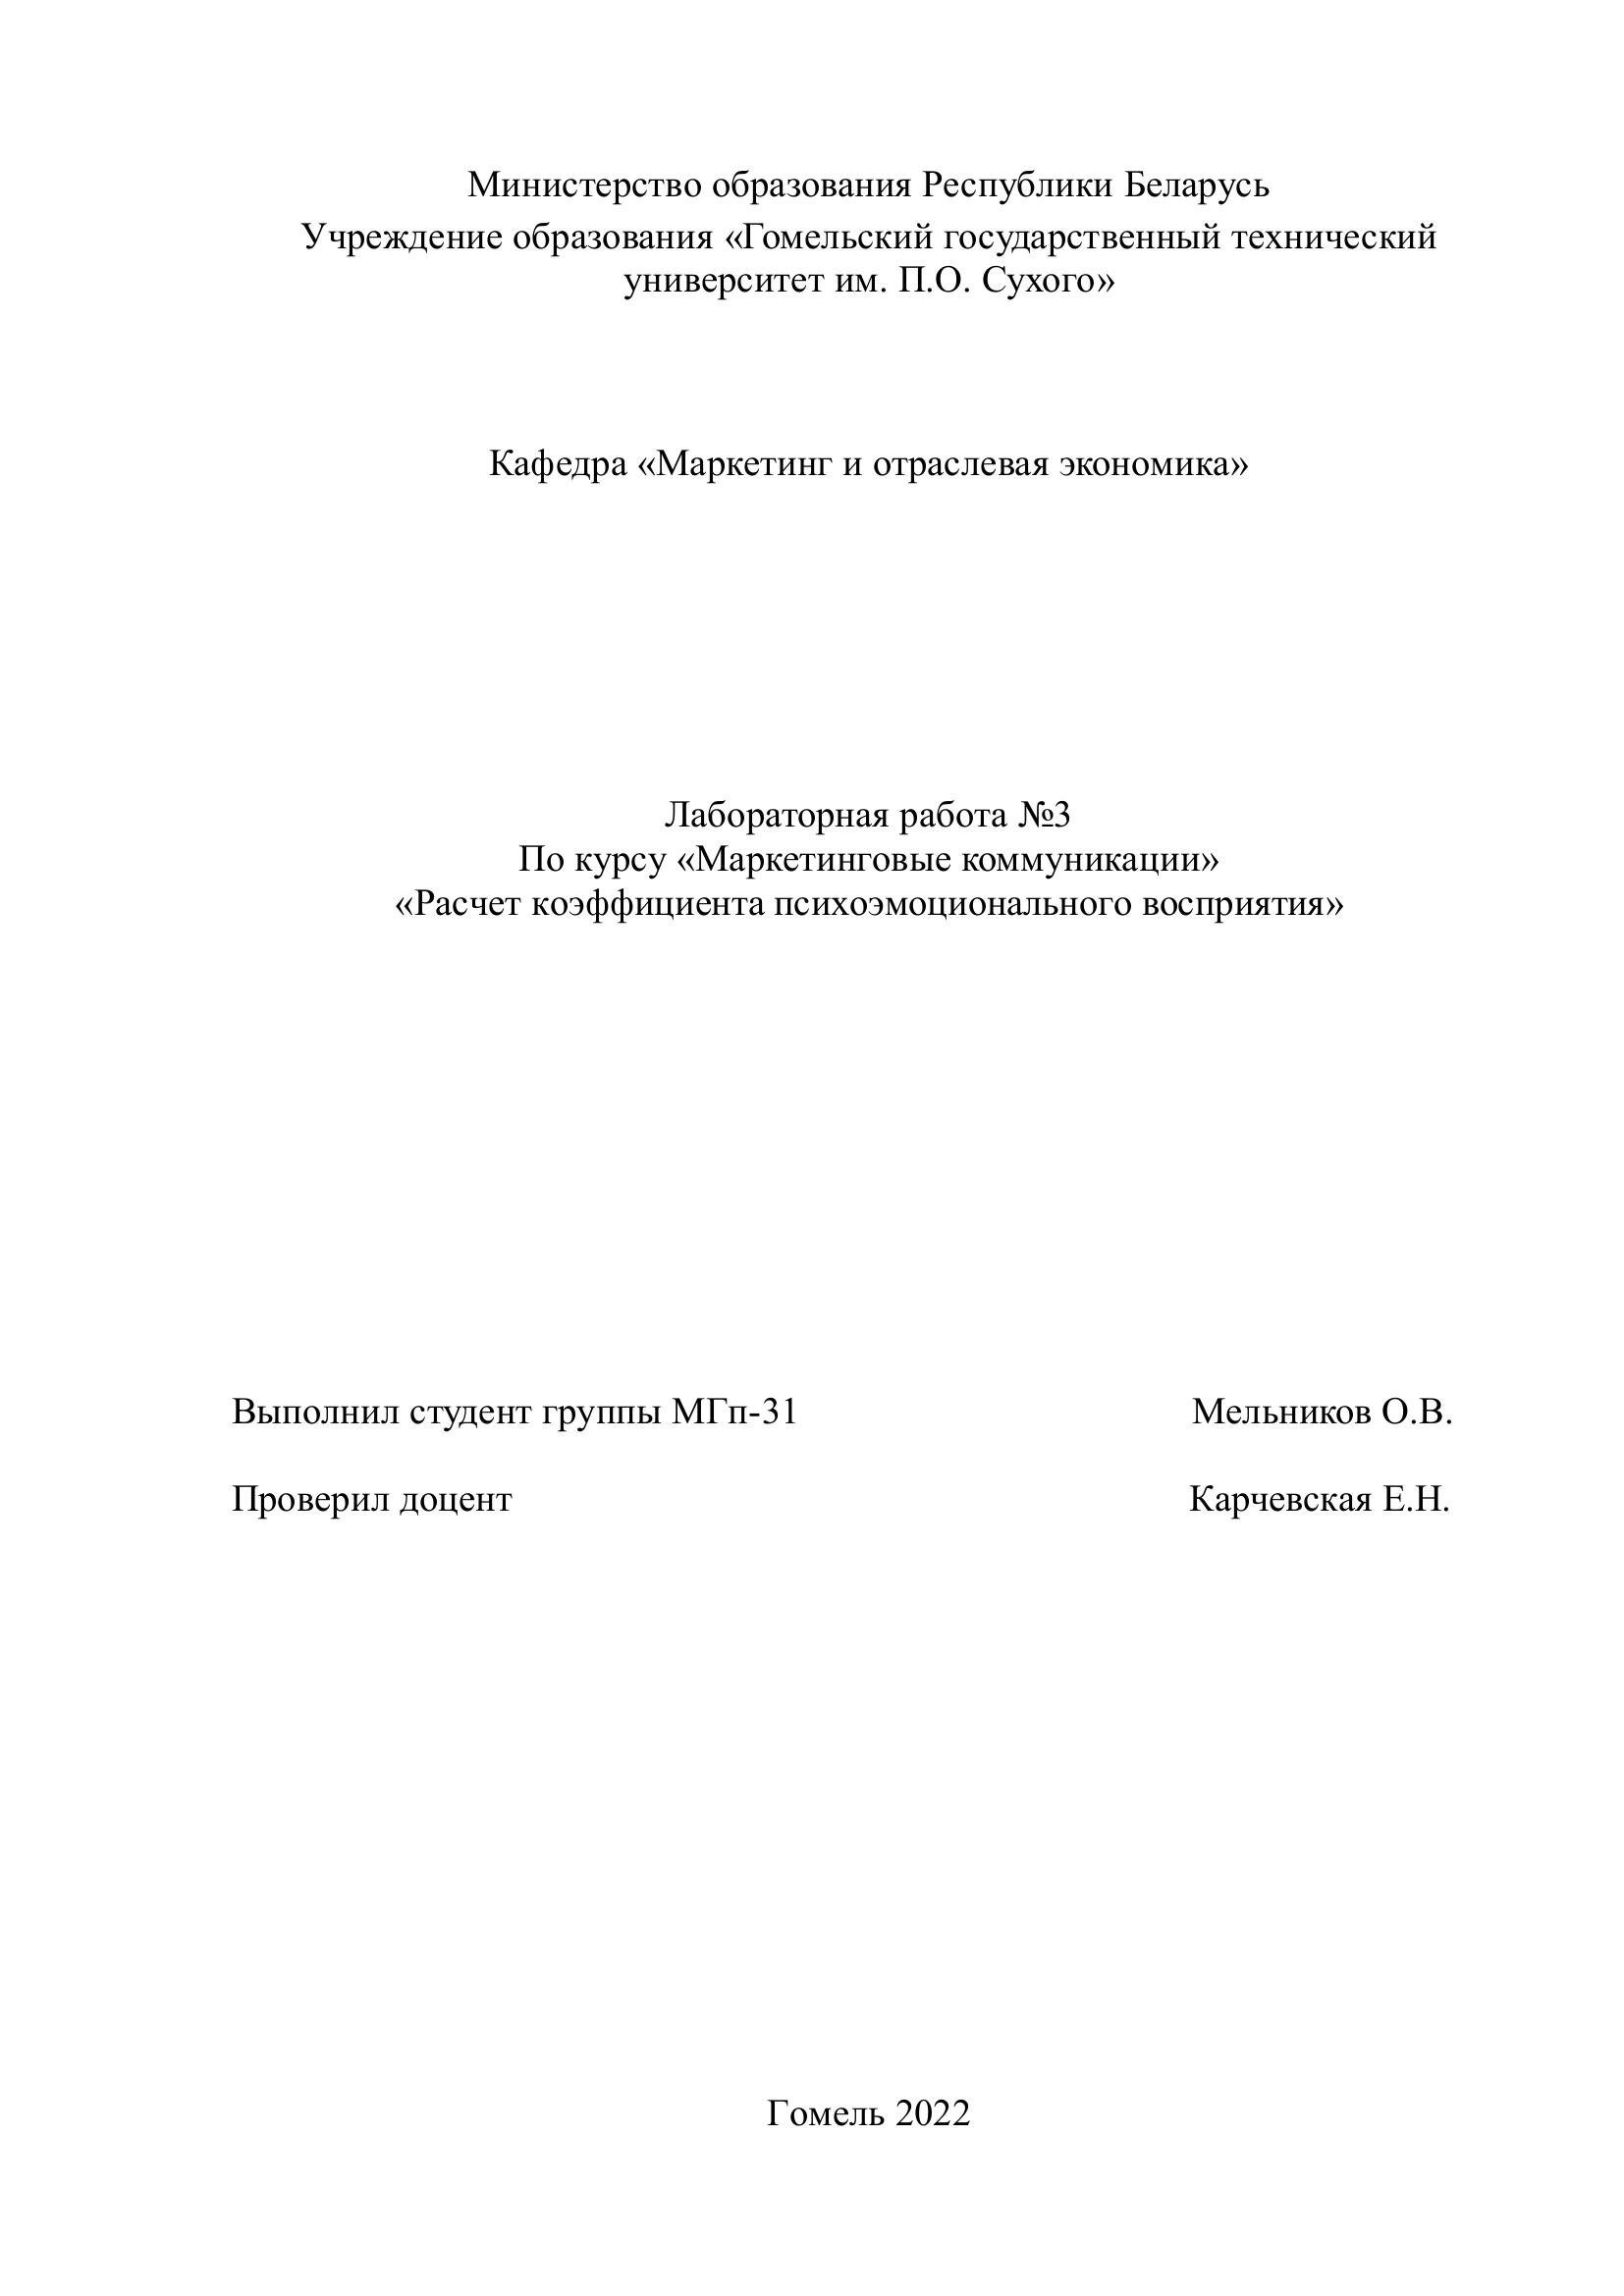 Министерство образования Республики Беларусь
Учреждение образования «Гомельский государственный технический
университет им. П.О. Сухого»
Кафедра «Маркетинг и отраслевая экономика»
Лабораторная работа №3
По курсу «Маркетинговые коммуникации»
«Расчет коэффициента психоэмоционального восприятия»
Выполнил студент группы МГп-31 Мельников О.В.
Проверил доцент Карчевская Е.Н.
Гомель 2022